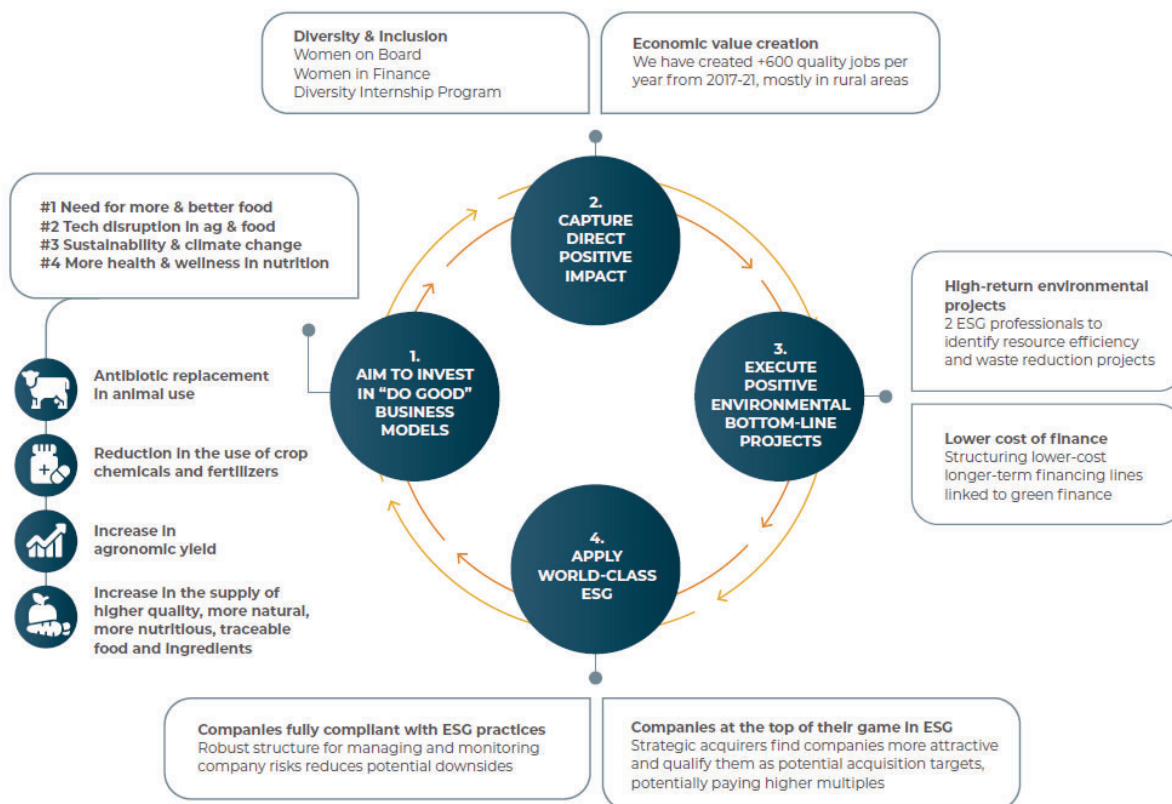 Diversity & Inclusion
Women on Board
Women in Finance
Diversity Internship Program
Economic value creation
We have created +600 quality jobs per
year from 2017-21, mostly in rural areas
#1 Need for more & better food
#2 Tech disruption in ag & food
#3 Sustainability & climate change
#4 More health & wellness in nutrition
Antibiotic replacement
in animal use
Reduction in the use of crop
chemicals and fertilizers
Increase in
agronomic yield
Increase in the supply of
higher quality, more natural,
more nutritious, traceable
food and ingredients
1.
AIM TO INVEST
IN “DO GOOD”
BUSINESS
MODELS
2.
CAPTURE
DIRECT
POSITIVE
IMPACT
3.
EXECUTE
POSITIVE
ENVIRONMENTAL
BOTTOM-LINE
PROJECTS
High-return environmental
projects
2 ESG professionals to
identify resource efficiency
and waste reduction projects
Lower cost of finance
Structuring lower-cost
longer-term financing lines
linked to green finance
4.
APPLY
WORLD-CLASS
ESG
Companies fully compliant with ESG practices
Robust structure for managing and monitoring
company risks reduces potential downsides
Companies at the top of their game in ESG
Strategic acquirers find companies more attractive
and qualify them as potential acquisition targets,
potentially paying higher multiples